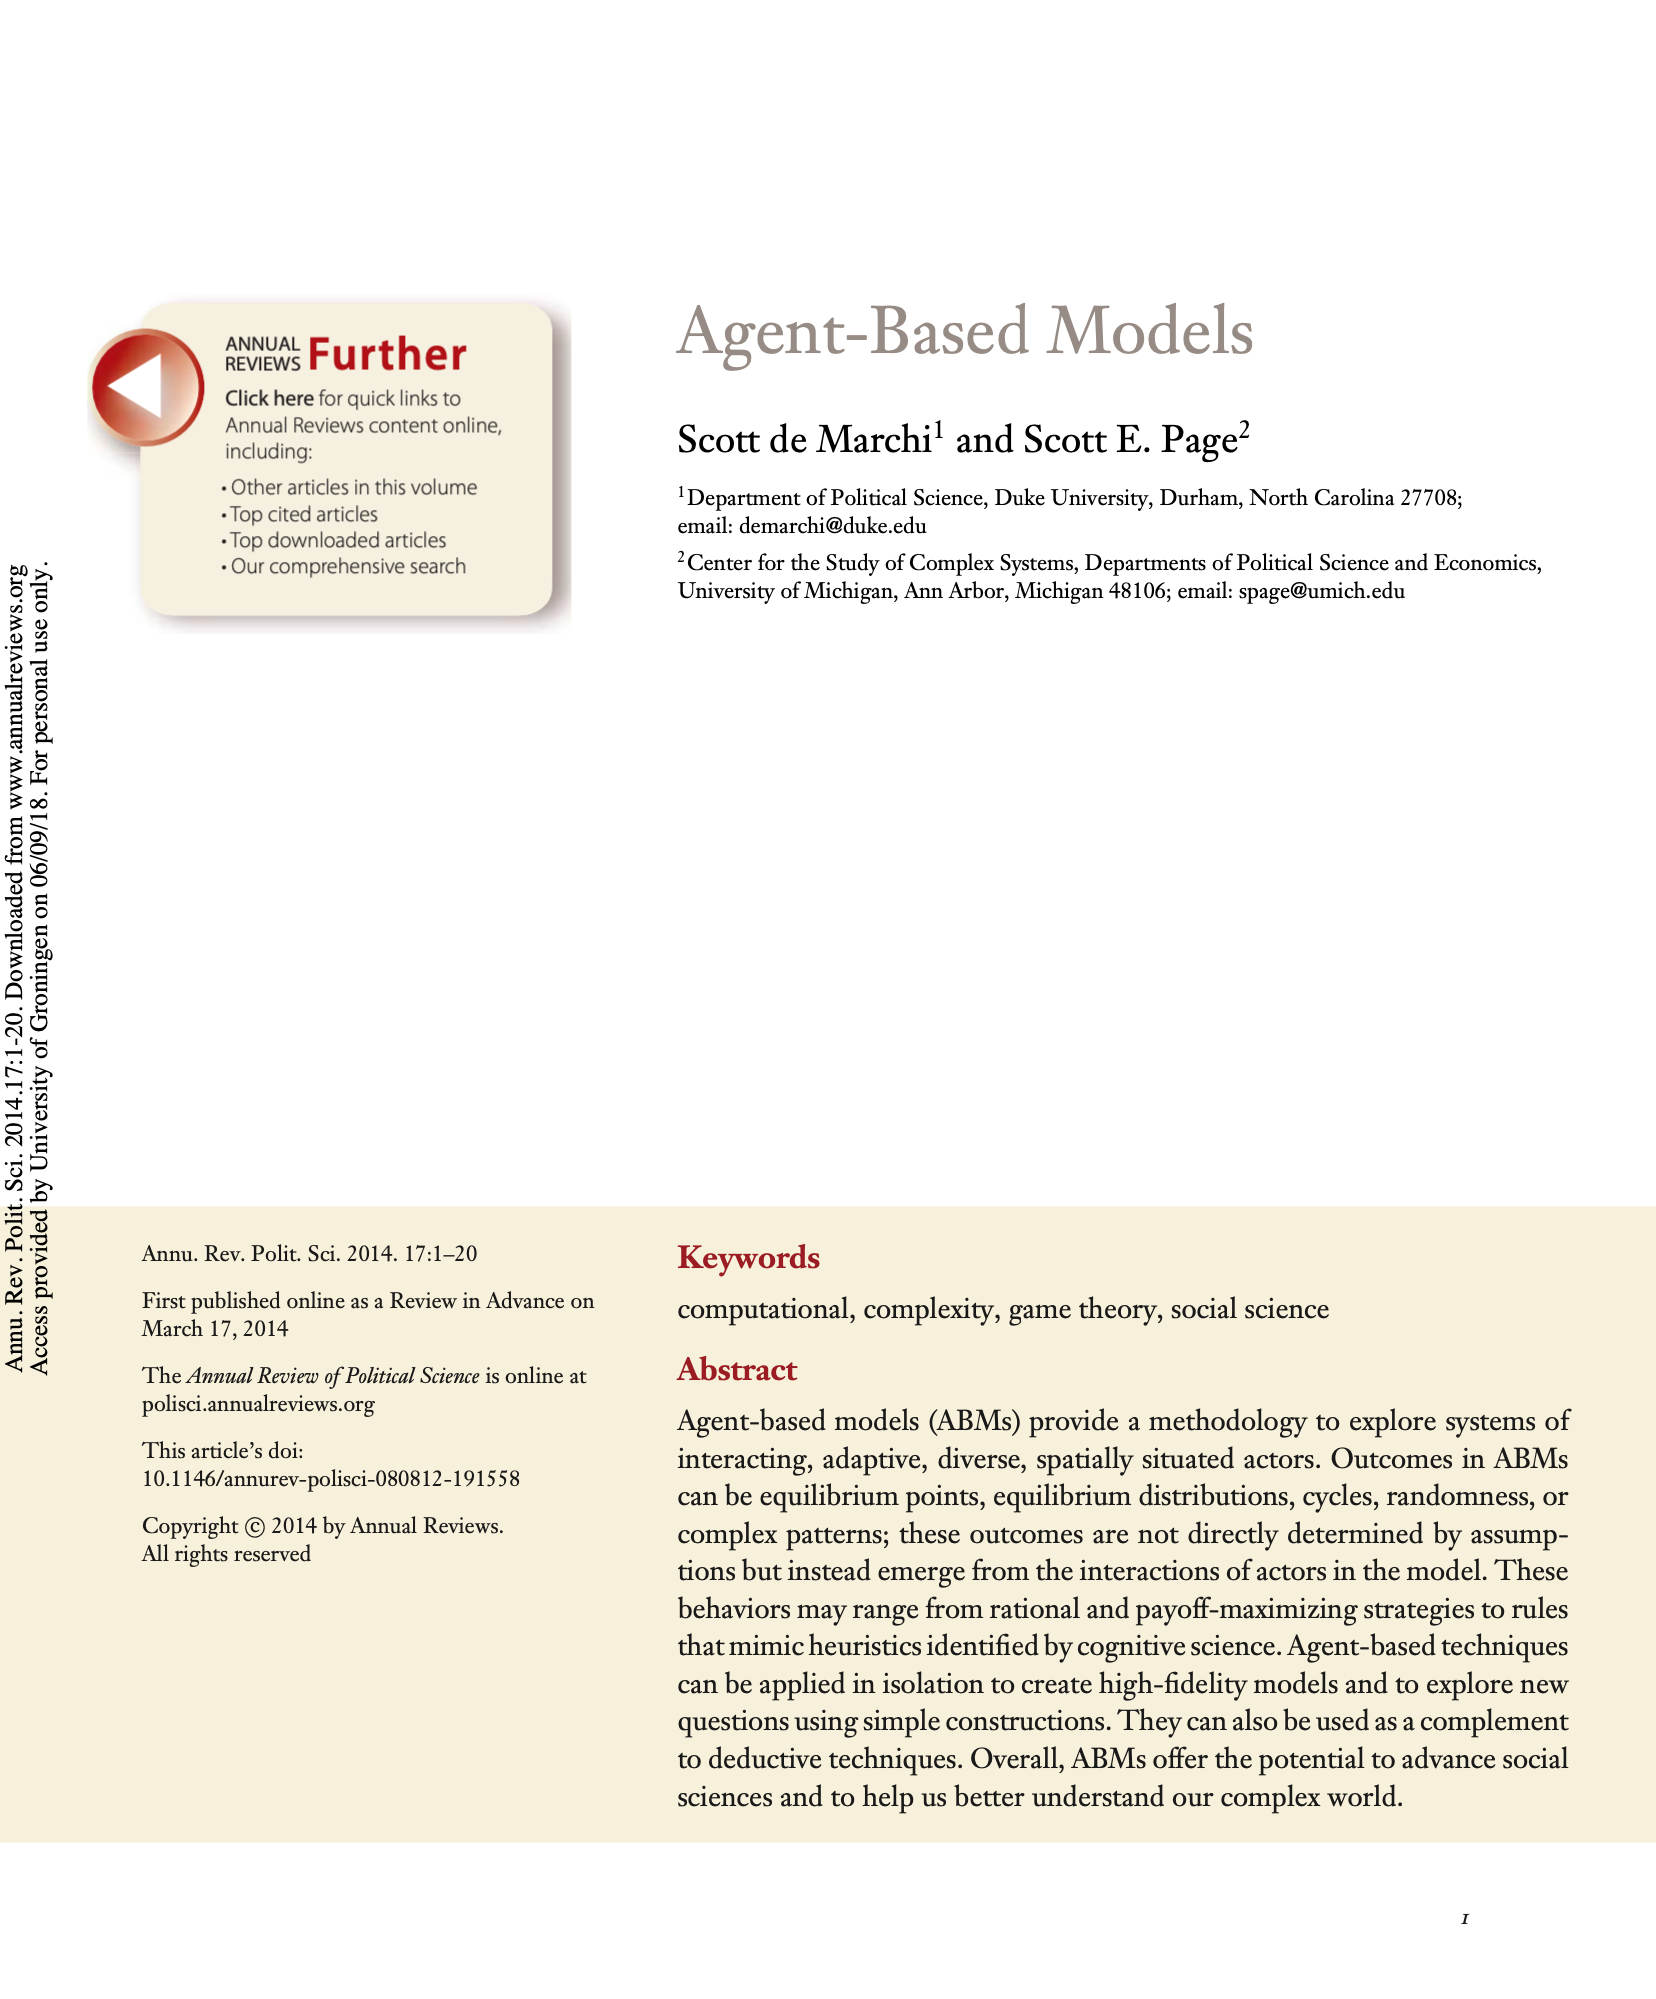 Annu. Rev. Polit. Sci. 2014.17:1-20. Downloaded from www.annualreviews.org
Access provided by University of Groningen on 06/09/18. For personal use only.
ANNUAL
REVIEWS Further
Click here for quick links to
Annual Reviews content online,
including:
• Other articles in this volume
• Top cited articles
• Top downloaded articles
• Our comprehensive search
Agent-Based Models
Scott de Marchi1 and Scott E. Page2
1Department of Political Science, Duke University, Durham, North Carolina 27708;
email: demarchi@duke.edu
2Center for the Study of Complex Systems, Departments of Political Science and Economics,
University of Michigan, Ann Arbor, Michigan 48106; email: spage@umich.edu
Annu. Rev. Polit. Sci. 2014. 17:1–20
First published online as a Review in Advance on
March 17, 2014
The Annual Review of Political Science is online at
polisci.annualreviews.org
This article's doi:
10.1146/annurev-polisci-080812-191558
Copyright © 2014 by Annual Reviews.
All rights reserved
Keywords
computational, complexity, game theory, social science
Abstract
Agent-based models (ABMs) provide a methodology to explore systems of
interacting, adaptive, diverse, spatially situated actors. Outcomes in ABMs
can be equilibrium points, equilibrium distributions, cycles, randomness, or
complex patterns; these outcomes are not directly determined by assump-
tions but instead emerge from the interactions of actors in the model. These
behaviors may range from rational and payoff-maximizing strategies to rules
that mimic heuristics identified by cognitive science. Agent-based techniques
can be applied in isolation to create high-fidelity models and to explore new
questions using simple constructions. They can also be used as a complement
to deductive techniques. Overall, ABMs offer the potential to advance social
sciences and to help us better understand our complex world.
1